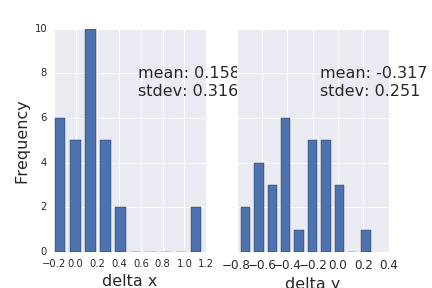 10
8
6
4
2
0
Frequency
mean: 0.158
stdev: 0.316
−0.2 0.0 0.2 0.4 0.6 0.8 1.0 1.2
delta x
mean: -0.317
stdev: 0.251
−0.8 −0.6 −0.4 −0.2 0.0 0.2 0.4
delta y